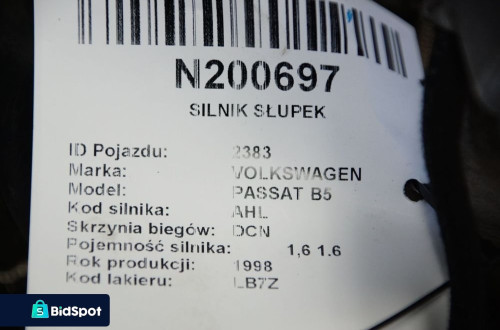 N200697
SILNIK SŁUPEK
ID Pojazdu: 2383
Marka: VOLKSWAGEN
Model: PASSAT B5
Kod silnika: AHL
Skrzynia biegów: DCN
Pojemność silnika: 1,6 1.6
Rok produkcji: 1998
Kod lakieru: LB7Z
BidSpot